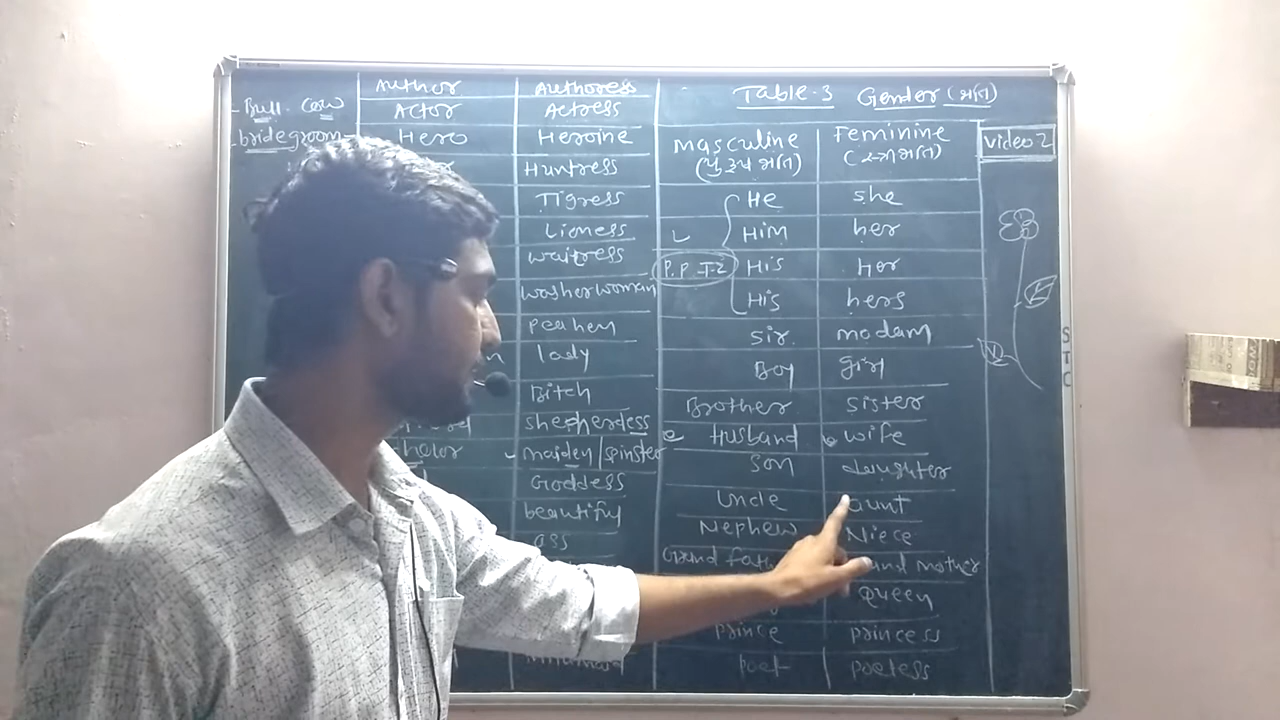 Table.3 Gender (જાતિ)
Masculine Feminine
(પુરૂષ જાતિ) (સ્ત્રી જાતિ)
video 2
He she
Him her
P.P. T-2 His Her
His hers
sir. madam
Boy girl
Brother sister
Husband wife
son daughter
Uncle aunt
Nephew Niece
Queen
prince princess
poet poetess
Author Authoress
Actor Actress
Hero Heroine
Huntress
Tigress
Lioness
waitress
washerwoman
peahen
lady
Bitch
shepherdess
maiden/spinster
Goddess
beautiful
ass
Bull - cow
bridegroom
STC